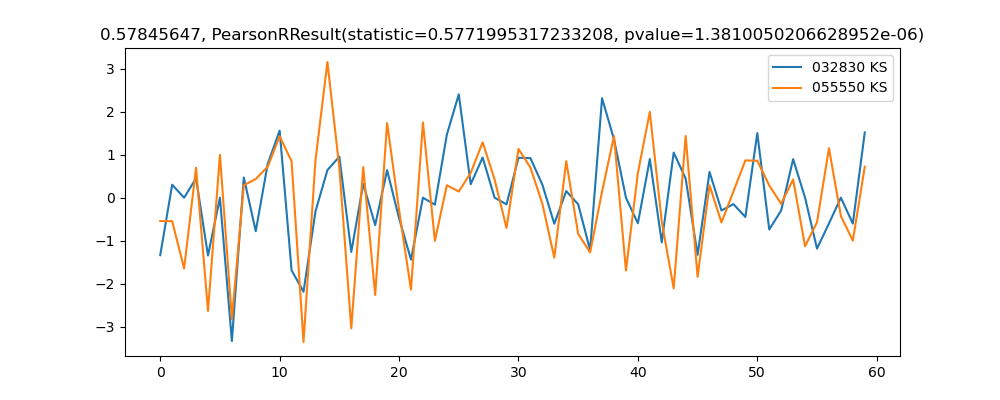 0.57845647, PearsonRResult(statistic=0.5771995317233208, pvalue=1.3810050206628952e-06)
032830 KS
055550 KS
3
2
1
0
−1
−2
−3
0 10 20 30 40 50 60